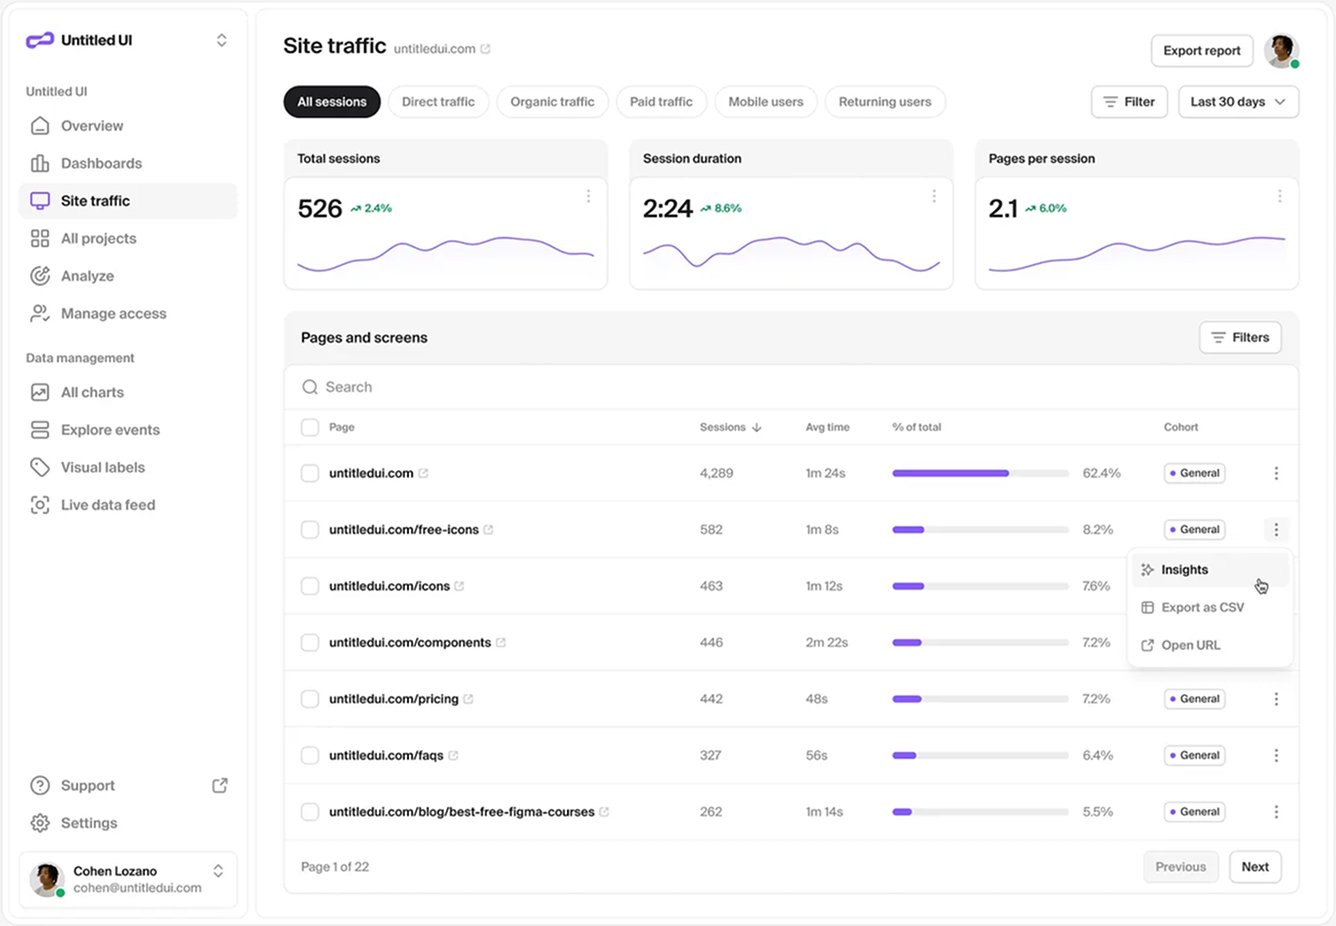 Untitled UI
Untitled UI
Overview
Dashboards
Site traffic
All projects
Analyze
Manage access
Data management
All charts
Explore events
Visual labels
Live data feed
Support
Settings
Cohen Lozano
cohen@untitledui.com
Site traffic untitledui.com
Export report
All sessions Direct traffic Organic traffic Paid traffic Mobile users Returning users
Filter Last 30 days
Total sessions
526 2.4%
Session duration
2:24 8.6%
Pages per session
2.1 6.0%
Pages and screens
Filters
Search
Page Sessions Avg time % of total Cohort
untitledui.com 4,289 1m 24s 62.4% General
untitledui.com/free-icons 582 1m 8s 8.2% General
untitledui.com/icons 463 1m 12s 7.6%
untitledui.com/components 446 2m 22s 7.2%
Insights
Export as CSV
Open URL
untitledui.com/pricing 442 48s 7.2% General
untitledui.com/faqs 327 56s 6.4% General
untitledui.com/blog/best-free-figma-courses 262 1m 14s 5.5% General
Page 1 of 22
Previous Next